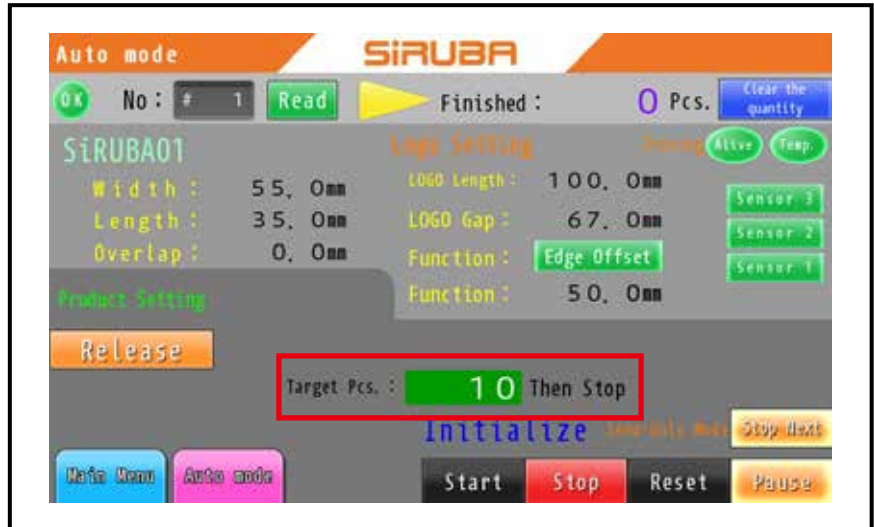 Auto mode
SiRUBA
OK No: # 1 Read Finished: 0 Pcs. Clear the quantity
SiRUBA01
Logo Setting
Alive Temp.
Width: 55. 0mm
Length: 35. 0mm
Overlap: 0. 0mm
LOGO Length: 100. 0mm
LOGO Gap: 67. 0mm
Function: Edge Offset
Function: 50. 0mm
Sensor 3
Sensor 2
Sensor 1
Product Setting
Release
Target Pcs.: 10 Then Stop
Initialize
Stop Next
Main Menu Auto mode Start Stop Reset Pause